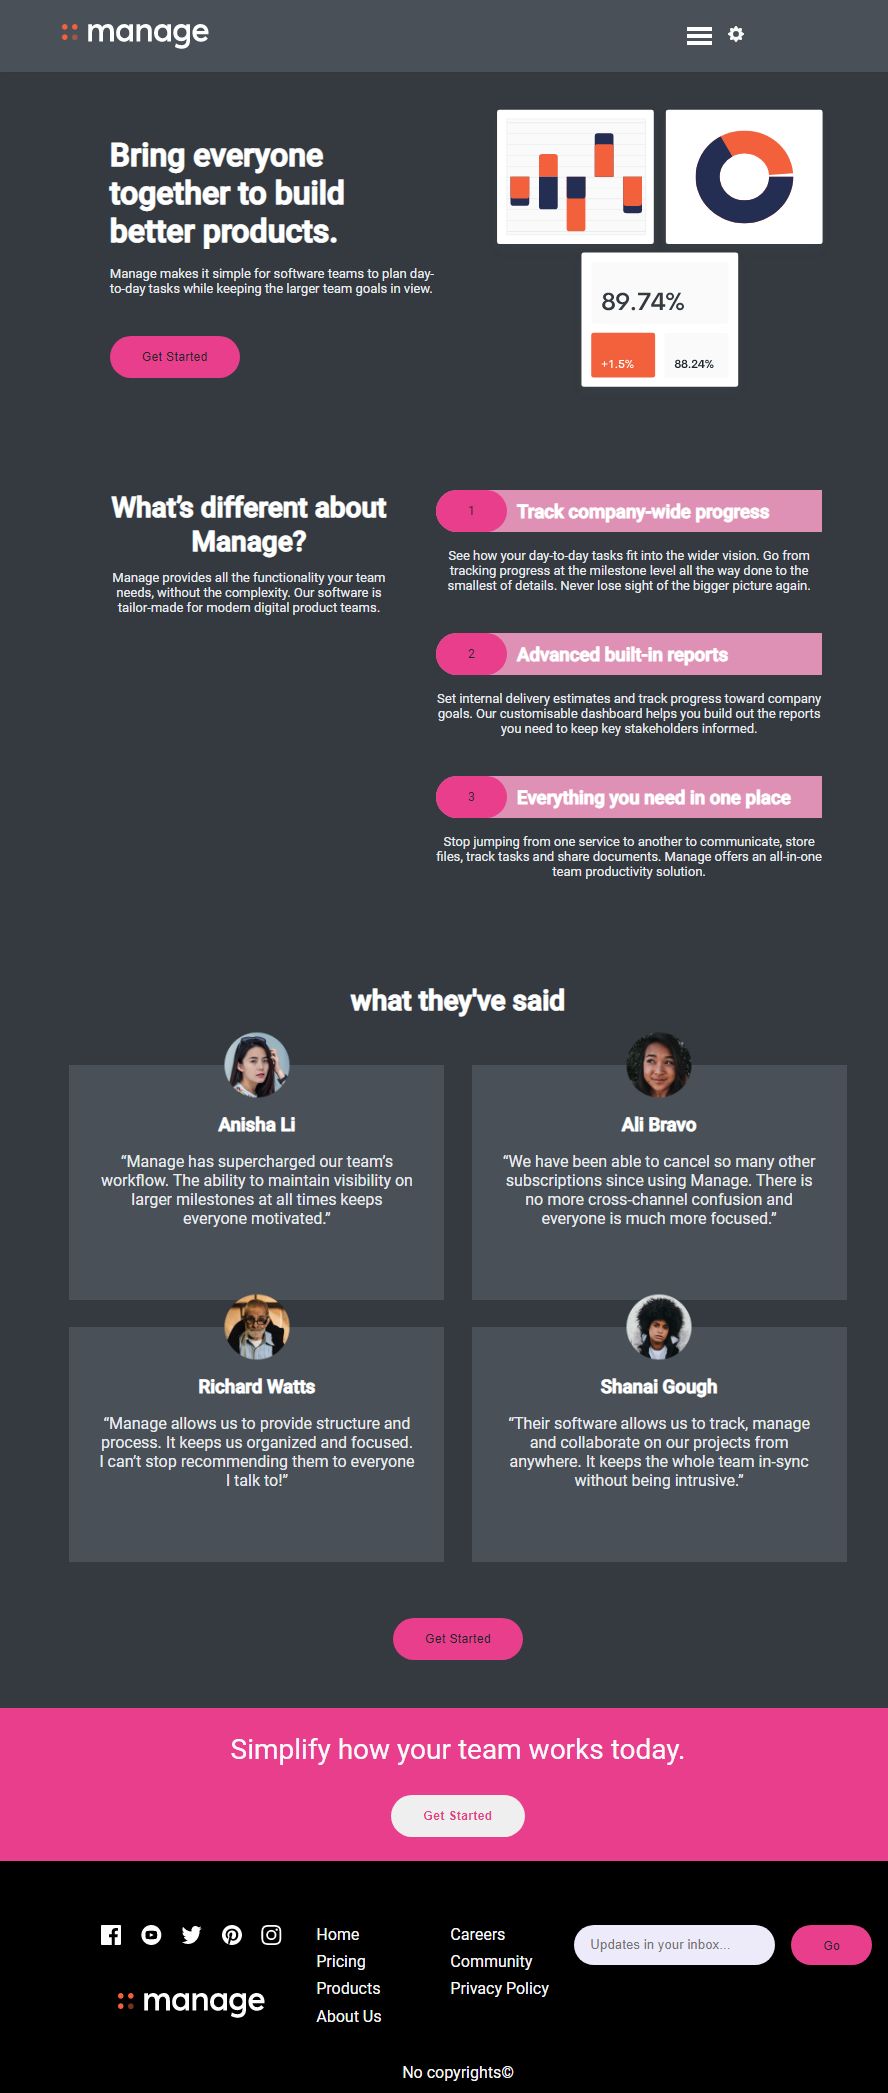 manage
Bring everyone
together to build
better products.
Manage makes it simple for software teams to plan day-
to-day tasks while keeping the larger team goals in view.
Get Started
89.74%
+1.5%
88.24%
What’s different about
Manage?
Manage provides all the functionality your team
needs, without the complexity. Our software is
tailor-made for modern digital product teams.
1
Track company-wide progress
See how your day-to-day tasks fit into the wider vision. Go from
tracking progress at the milestone level all the way done to the
smallest of details. Never lose sight of the bigger picture again.
2
Advanced built-in reports
Set internal delivery estimates and track progress toward company
goals. Our customisable dashboard helps you build out the reports
you need to keep key stakeholders informed.
3
Everything you need in one place
Stop jumping from one service to another to communicate, store
files, track tasks and share documents. Manage offers an all-in-one
team productivity solution.
what they've said
Anisha Li
“Manage has supercharged our team’s
workflow. The ability to maintain visibility on
larger milestones at all times keeps
everyone motivated.”
Ali Bravo
“We have been able to cancel so many other
subscriptions since using Manage. There is
no more cross-channel confusion and
everyone is much more focused.”
Richard Watts
“Manage allows us to provide structure and
process. It keeps us organized and focused.
I can’t stop recommending them to everyone
I talk to!”
Shanai Gough
“Their software allows us to track, manage
and collaborate on our projects from
anywhere. It keeps the whole team in-sync
without being intrusive.”
Get Started
Simplify how your team works today.
Get Started
manage
Home
Pricing
Products
About Us
Careers
Community
Privacy Policy
Updates in your inbox...
Go
No copyrights©